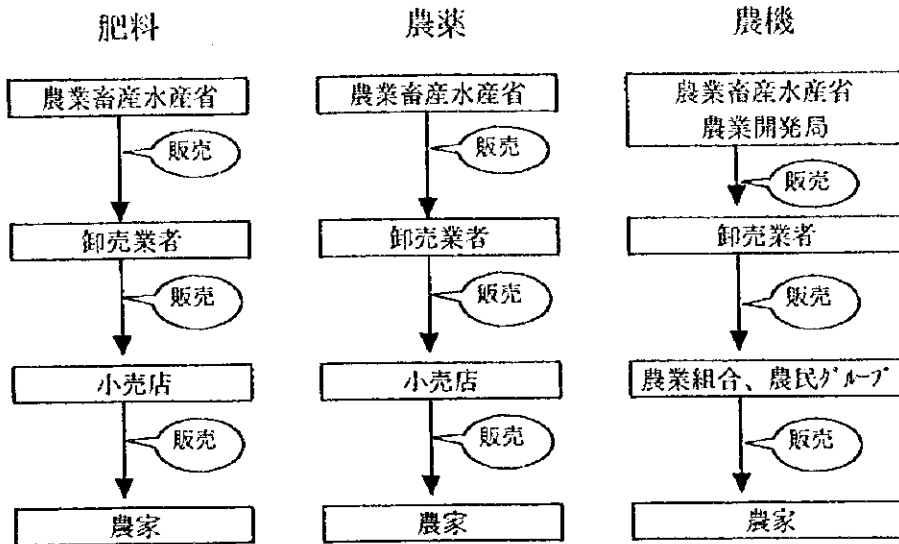 肥料
農業畜産水産省
販売
卸売業者
販売
小売店
販売
農家
農薬
農業畜産水産省
販売
卸売業者
販売
小売店
販売
農家
農機
農業畜産水産省
農業開発局
販売
卸売業者
販売
農業組合、農民ｸﾞﾙｰﾌﾟ
販売
農家